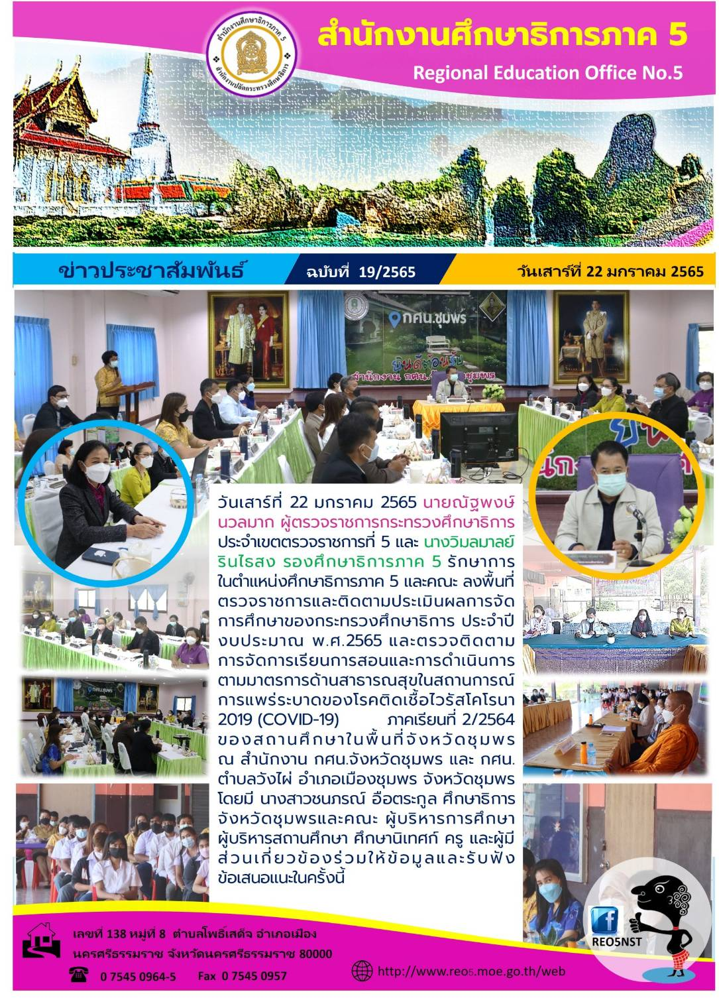 สำนักงานศึกษาธิการภาค 5
สำนักงานปลัดกระทรวงศึกษาธิการ
สำนักงานศึกษาธิการภาค 5
Regional Education Office No.5
ข่าวประชาสัมพันธ์
ฉบับที่ 19/2565
วันเสาร์ที่ 22 มกราคม 2565
กศน.ชุมพร
ยินดีต้อนรับ
วันเสาร์ที่ 22 มกราคม 2565 นายณัฐพงษ์
นวลมาก ผู้ตรวจราชการกระทรวงศึกษาธิการ
ประจำเขตตรวจราชการที่ 5 และ นางวิมลมาลย์
รินไธสง รองศึกษาธิการภาค 5 รักษาการ
ในตำแหน่งศึกษาธิการภาค 5 และคณะ ลงพื้นที่
ตรวจราชการและติดตามประเมินผลการจัด
การศึกษาของกระทรวงศึกษาธิการ ประจำปี
งบประมาณ พ.ศ.2565 และตรวจติดตาม
การจัดการเรียนการสอนและการดำเนินการ
ตามมาตรการด้านสาธารณสุขในสถานการณ์
การแพร่ระบาดของโรคติดเชื้อไวรัสโคโรนา
2019 (COVID-19) ภาคเรียนที่ 2/2564
ของสถานศึกษาในพื้นที่จังหวัดชุมพร
ณ สำนักงาน กศน.จังหวัดชุมพร และ กศน.
ตำบลวังไผ่ อำเภอเมืองชุมพร จังหวัดชุมพร
โดยมี นางสาวชนภรณ์ อือตระกูล ศึกษาธิการ
จังหวัดชุมพรและคณะ ผู้บริหารการศึกษา
ผู้บริหารสถานศึกษา ศึกษานิเทศก์ ครู และผู้มี
ส่วนเกี่ยวข้องร่วมให้ข้อมูลและรับฟัง
ข้อเสนอแนะในครั้งนี้
เลขที่ 138 หมู่ที่ 8 ตำบลโพธิ์เสด็จ อำเภอเมือง
นครศรีธรรมราช จังหวัดนครศรีธรรมราช 80000
0 7545 0964-5 Fax 0 7545 0957
http://www.reo5.moe.go.th/web
REO5NST